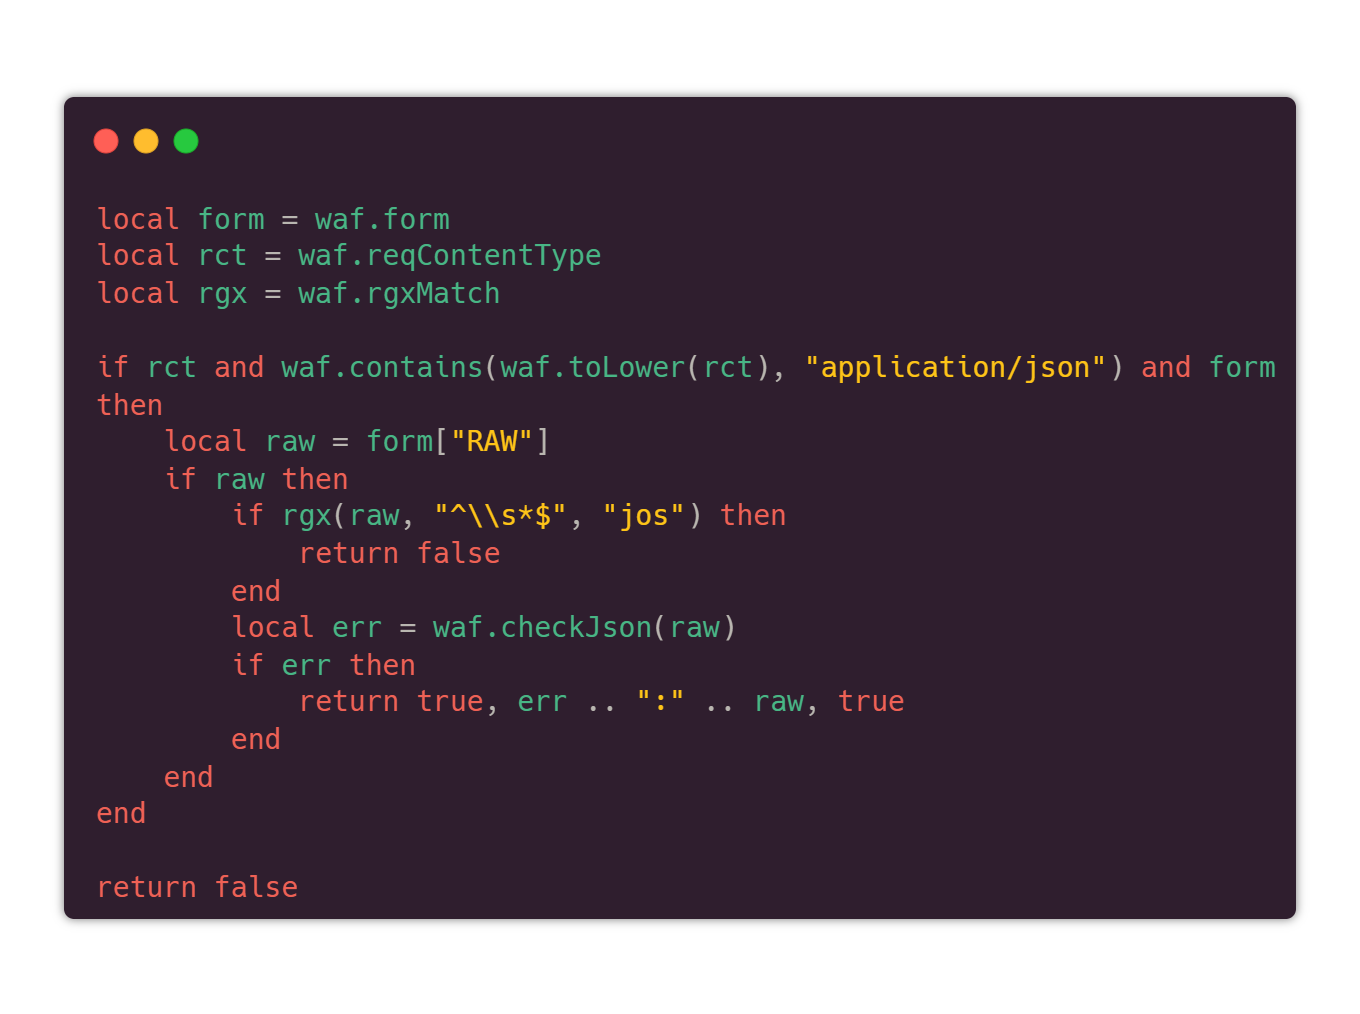 local form = waf.form
local rct = waf.reqContentType
local rgx = waf.rgxMatch

if rct and waf.contains(waf.toLower(rct), "application/json") and form
then
    local raw = form["RAW"]
    if raw then
        if rgx(raw, "^\\s*$", "jos") then
            return false
        end
        local err = waf.checkJson(raw)
        if err then
            return true, err .. ":" .. raw, true
        end
    end
end

return false